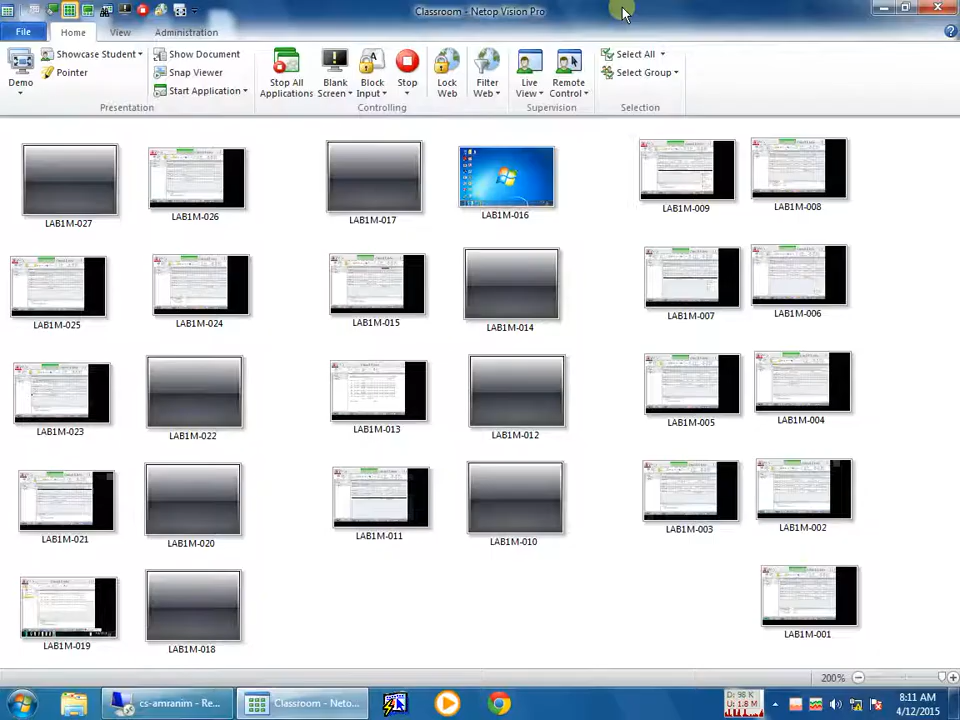 Classroom - Netop Vision Pro
File Home View Administration
Showcase Student Show Document Select All
Pointer Snap Viewer Select Group
Demo Start Application Stop All Applications Blank Screen Block Input Stop Lock Web Filter Web Live View Remote Control
Presentation Controlling Supervision Selection
LAB1M-027 LAB1M-026 LAB1M-017 LAB1M-016 LAB1M-009 LAB1M-008
LAB1M-025 LAB1M-024 LAB1M-015 LAB1M-014 LAB1M-007 LAB1M-006
LAB1M-023 LAB1M-022 LAB1M-013 LAB1M-012 LAB1M-005 LAB1M-004
LAB1M-021 LAB1M-020 LAB1M-011 LAB1M-010 LAB1M-003 LAB1M-002
LAB1M-019 LAB1M-018 LAB1M-001
200%
cs-amranim - Re... Classroom - Neto... D: 98 K
U: 1.8 M
8:11 AM
4/12/2015